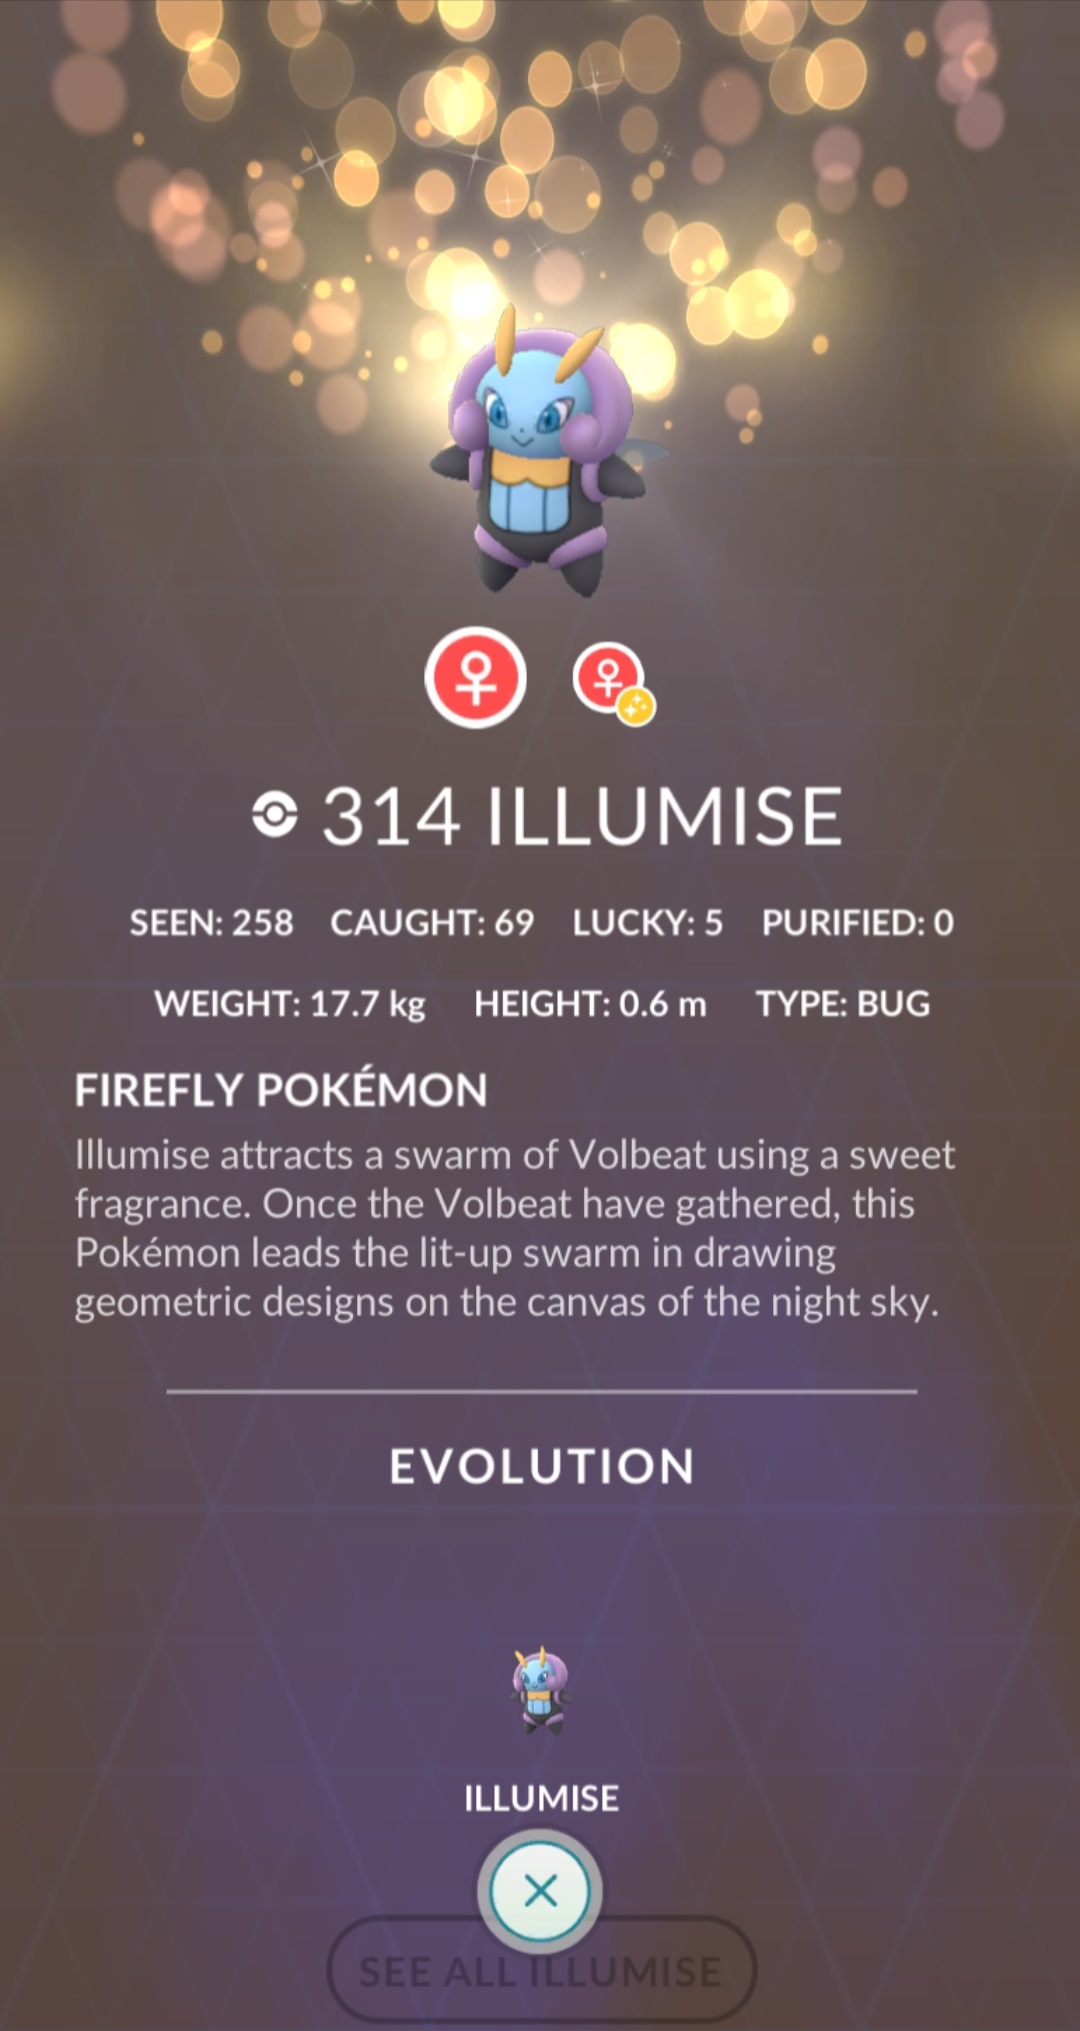 314 ILLUMISE
SEEN: 258 CAUGHT: 69 LUCKY: 5 PURIFIED: 0
WEIGHT: 17.7 kg HEIGHT: 0.6 m TYPE: BUG
FIREFLY POKÉMON
Illumise attracts a swarm of Volbeat using a sweet
fragrance. Once the Volbeat have gathered, this
Pokémon leads the lit-up swarm in drawing
geometric designs on the canvas of the night sky.
EVOLUTION
ILLUMISE
SEE ALL ILLUMISE